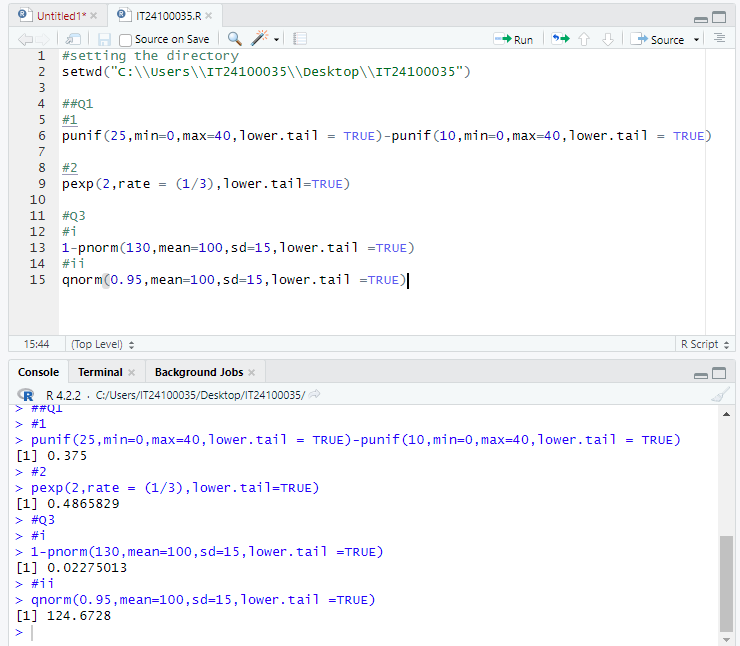 Untitled1* ×
IT24100035.R ×
Source on Save
Run
Source
1 #setting the directory
2 setwd("C:\\Users\\IT24100035\\Desktop\\IT24100035")
3
4 ##Q1
5 #1
6 punif(25,min=0,max=40,lower.tail = TRUE)-punif(10,min=0,max=40,lower.tail = TRUE)
7
8 #2
9 pexp(2,rate = (1/3),lower.tail=TRUE)
10
11 #Q3
12 #i
13 1-pnorm(130,mean=100,sd=15,lower.tail =TRUE)
14 #ii
15 qnorm(0.95,mean=100,sd=15,lower.tail =TRUE)
15:44 (Top Level) R Script
Console Terminal × Background Jobs ×
R 4.2.2 · C:/Users/IT24100035/Desktop/IT24100035/
> ##Q1
> #1
> punif(25,min=0,max=40,lower.tail = TRUE)-punif(10,min=0,max=40,lower.tail = TRUE)
[1] 0.375
> #2
> pexp(2,rate = (1/3),lower.tail=TRUE)
[1] 0.4865829
> #Q3
> #i
> 1-pnorm(130,mean=100,sd=15,lower.tail =TRUE)
[1] 0.02275013
> #ii
> qnorm(0.95,mean=100,sd=15,lower.tail =TRUE)
[1] 124.6728
>